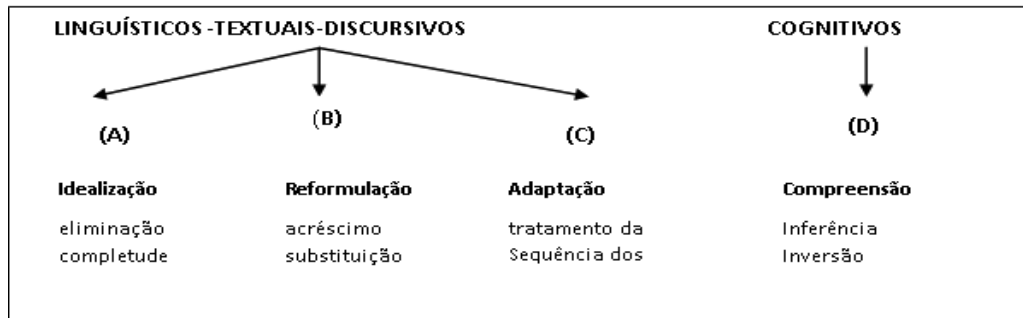 LINGUÍSTICOS -TEXTUAIS-DISCURSIVOS COGNITIVOS
(A) (B) (C) (D)
Idealização Reformulação Adaptação Compreensão
eliminação acréscimo tratamento da Inferência
completude substituição Sequência dos Inversão